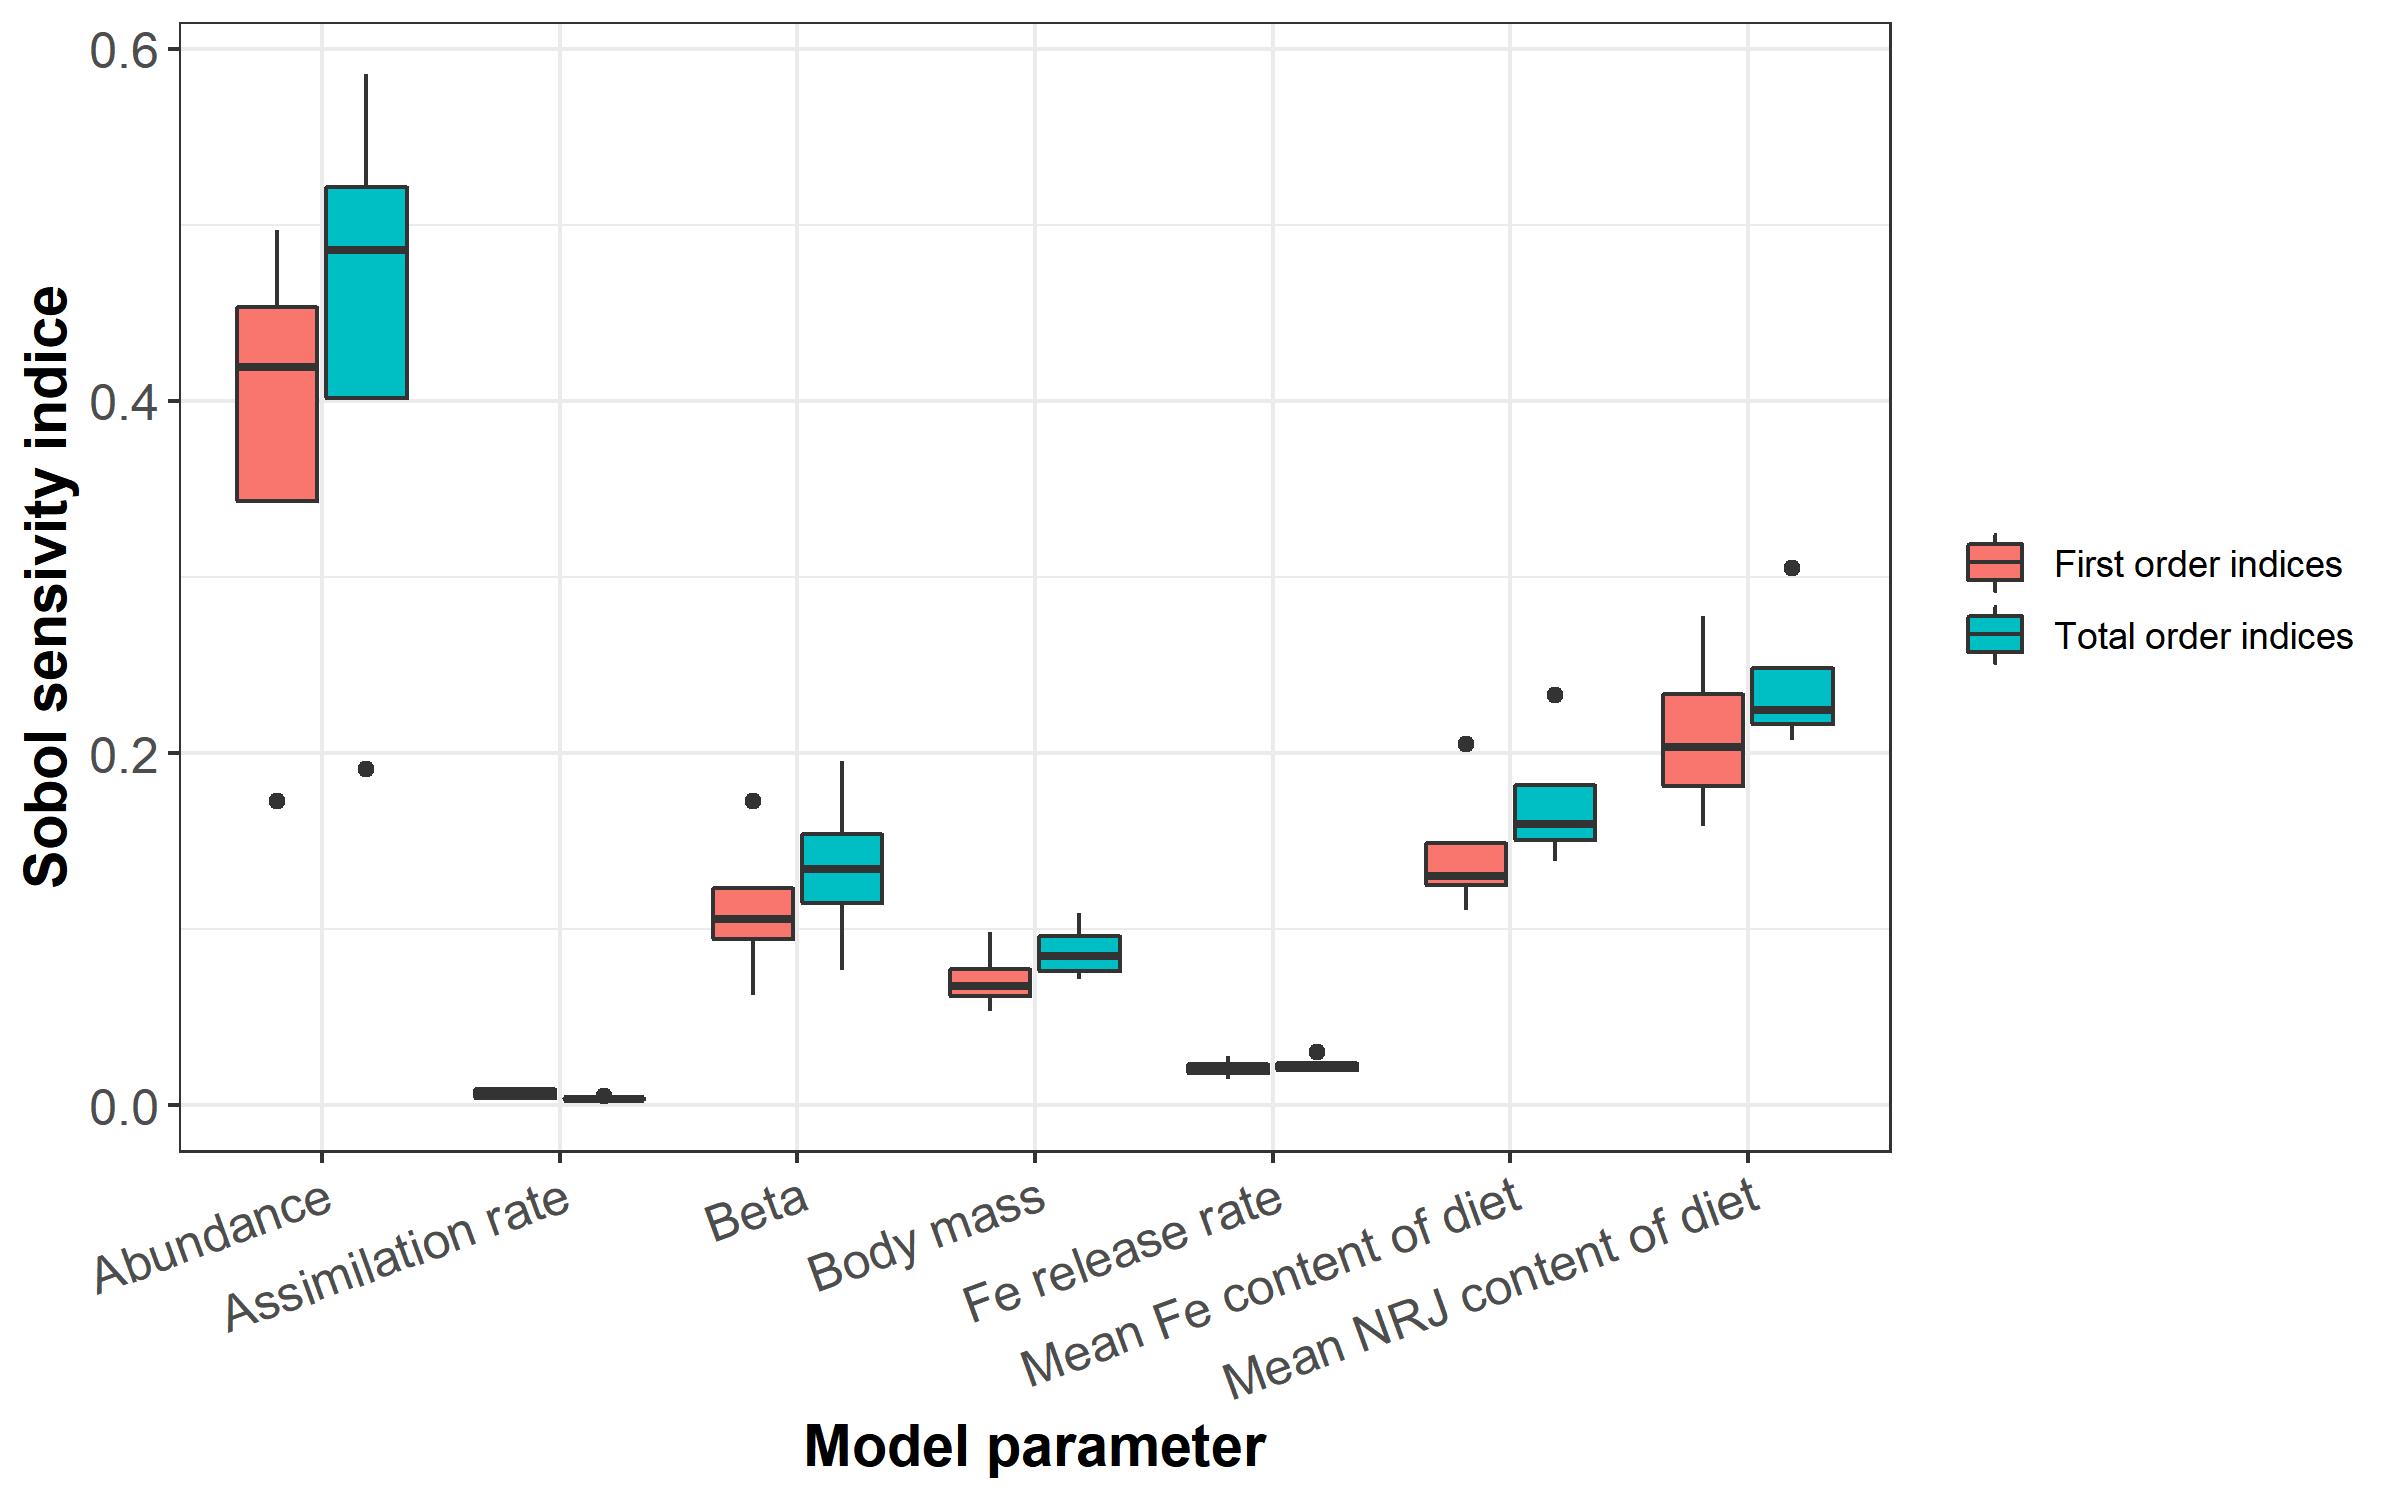 Sobol sensivity indice
0.6
0.4
0.2
0.0
Abundance
Assimilation rate
Beta
Body mass
Fe release rate
Mean Fe content of diet
Mean NRJ content of diet
Model parameter
First order indices
Total order indices